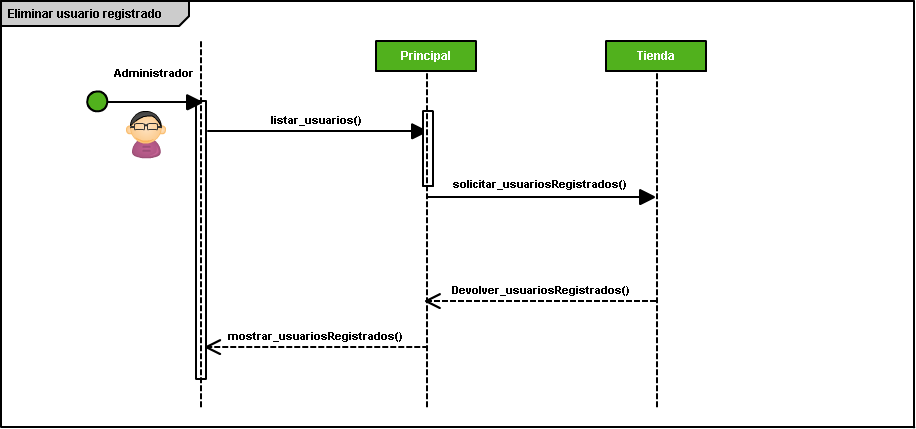 Eliminar usuario registrado
Principal
Tienda
Administrador
listar_usuarios()
solicitar_usuariosRegistrados()
Devolver_usuariosRegistrados()
mostrar_usuariosRegistrados()